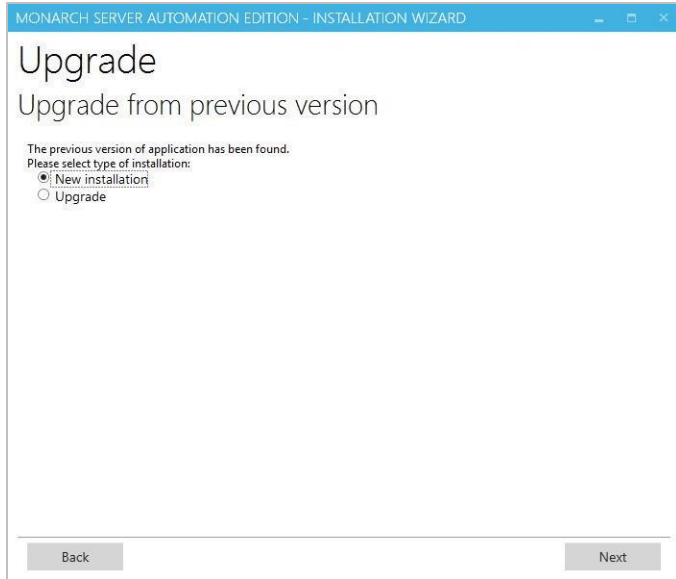 MONARCH SERVER AUTOMATION EDITION - INSTALLATION WIZARD
Upgrade
Upgrade from previous version
The previous version of application has been found.
Please select type of installation:
New installation
Upgrade
Back
Next